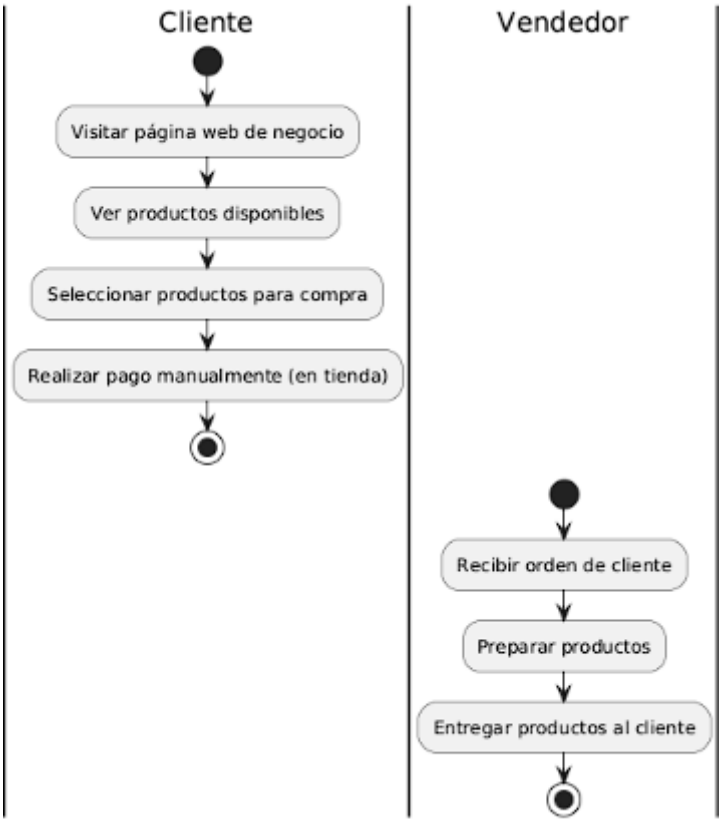 Cliente
Vendedor
Visitar página web de negocio
Ver productos disponibles
Seleccionar productos para compra
Realizar pago manualmente (en tienda)
Recibir orden de cliente
Preparar productos
Entregar productos al cliente